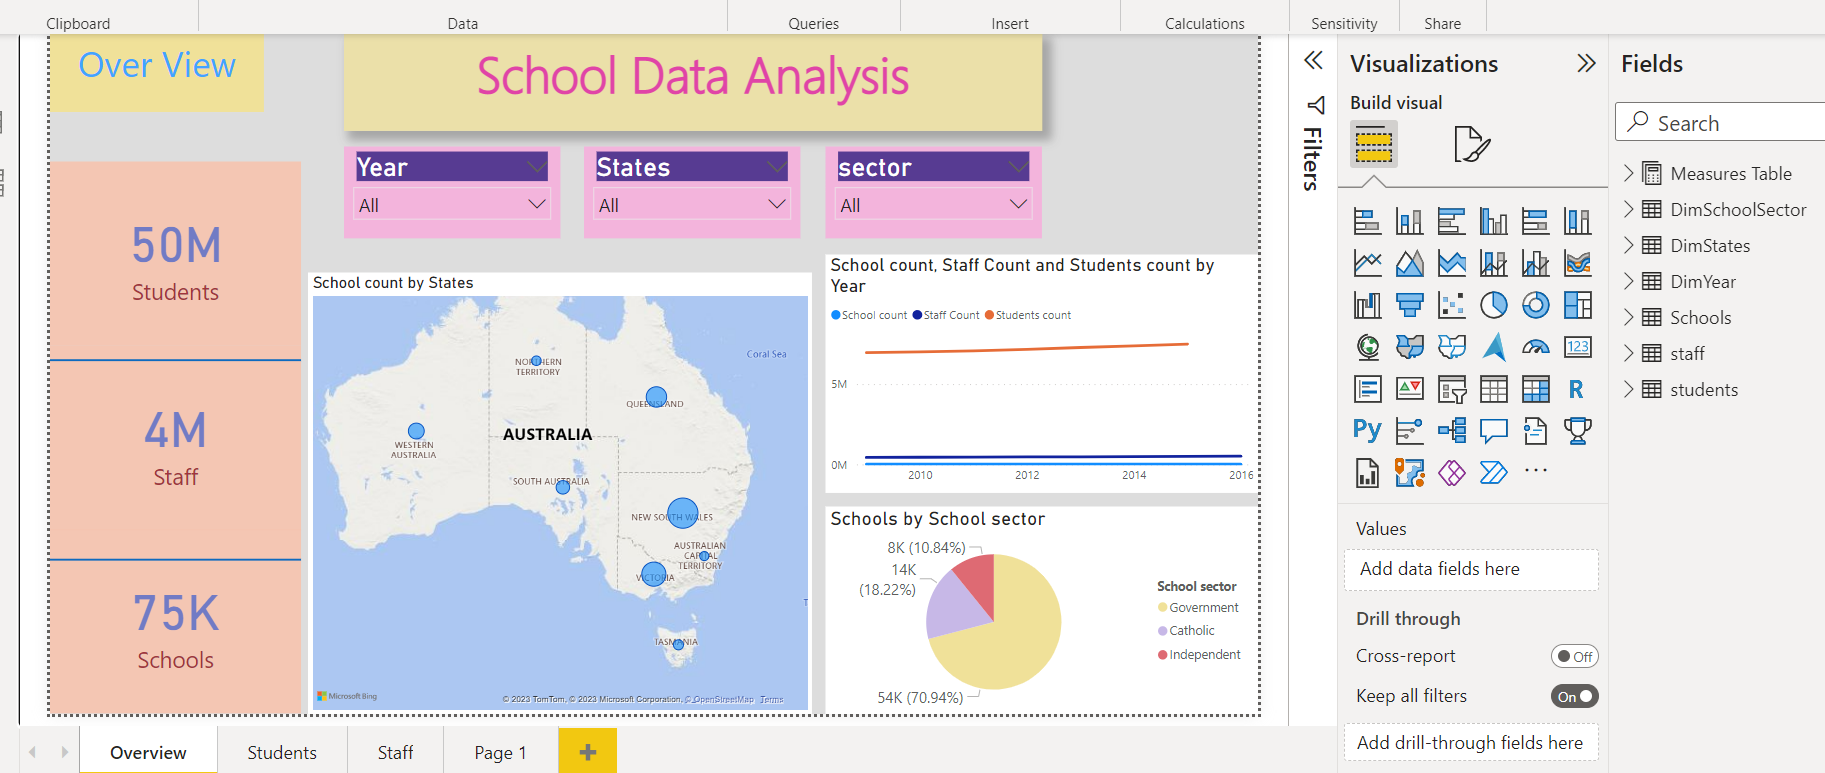 Clipboard
Data
Queries
Insert
Calculations
Sensitivity
Share
Over View
School Data Analysis
Year
All
States
All
sector
All
50M
Students
4M
Staff
75K
Schools
School count by States
NORTHERN
TERRITORY
Coral Sea
QUEENSLAND
WESTERN
AUSTRALIA
AUSTRALIA
SOUTH AUSTRALIA
NEW SOUTH WALES
AUSTRALIAN
CAPITAL
TERRITORY
VICTORIA
TASMANIA
T
Microsoft Bing
© 2023 TomTom, © 2023 Microsoft Corporation, © OpenStreetMap Terms
School count, Staff Count and Students count by
Year
School count Staff Count Students count
5M
0M
2010 2012 2014 2016
Schools by School sector
8K (10.84%)
14K
(18.22%)
54K (70.94%)
School sector
Government
Catholic
Independent
Filters
Visualizations
Build visual
123
R
Py
...
Values
Add data fields here
Drill through
Cross-report
Off
Keep all filters
On
Add drill-through fields here
Fields
Search
Measures Table
DimSchoolSector
DimStates
DimYear
Schools
staff
students
Overview
Students
Staff
Page 1
+